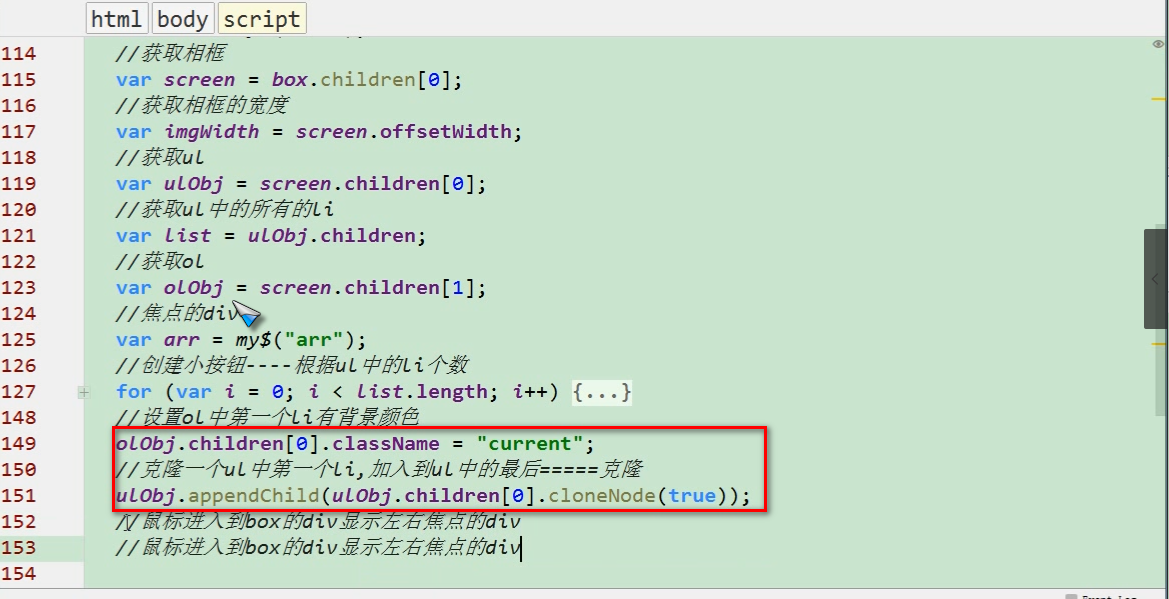 html body script
114 //获取相框
115 var screen = box.children[0];
116 //获取相框的宽度
117 var imgWidth = screen.offsetWidth;
118 //获取ul
119 var ulObj = screen.children[0];
120 //获取ul中的所有的li
121 var list = ulObj.children;
122 //获取ol
123 var olObj = screen.children[1];
124 //焦点的div
125 var arr = my$("arr");
126 //创建小按钮----根据ul中的li个数
127 for (var i = 0; i < list.length; i++) {...}
148 //设置ol中第一个li有背景颜色
149 olObj.children[0].className = "current";
150 //克隆一个ul中第一个li,加入到ul中的最后=====克隆
151 ulObj.appendChild(ulObj.children[0].cloneNode(true));
152 //鼠标进入到box的div显示左右焦点的div
153 //鼠标进入到box的div显示左右焦点的div
154